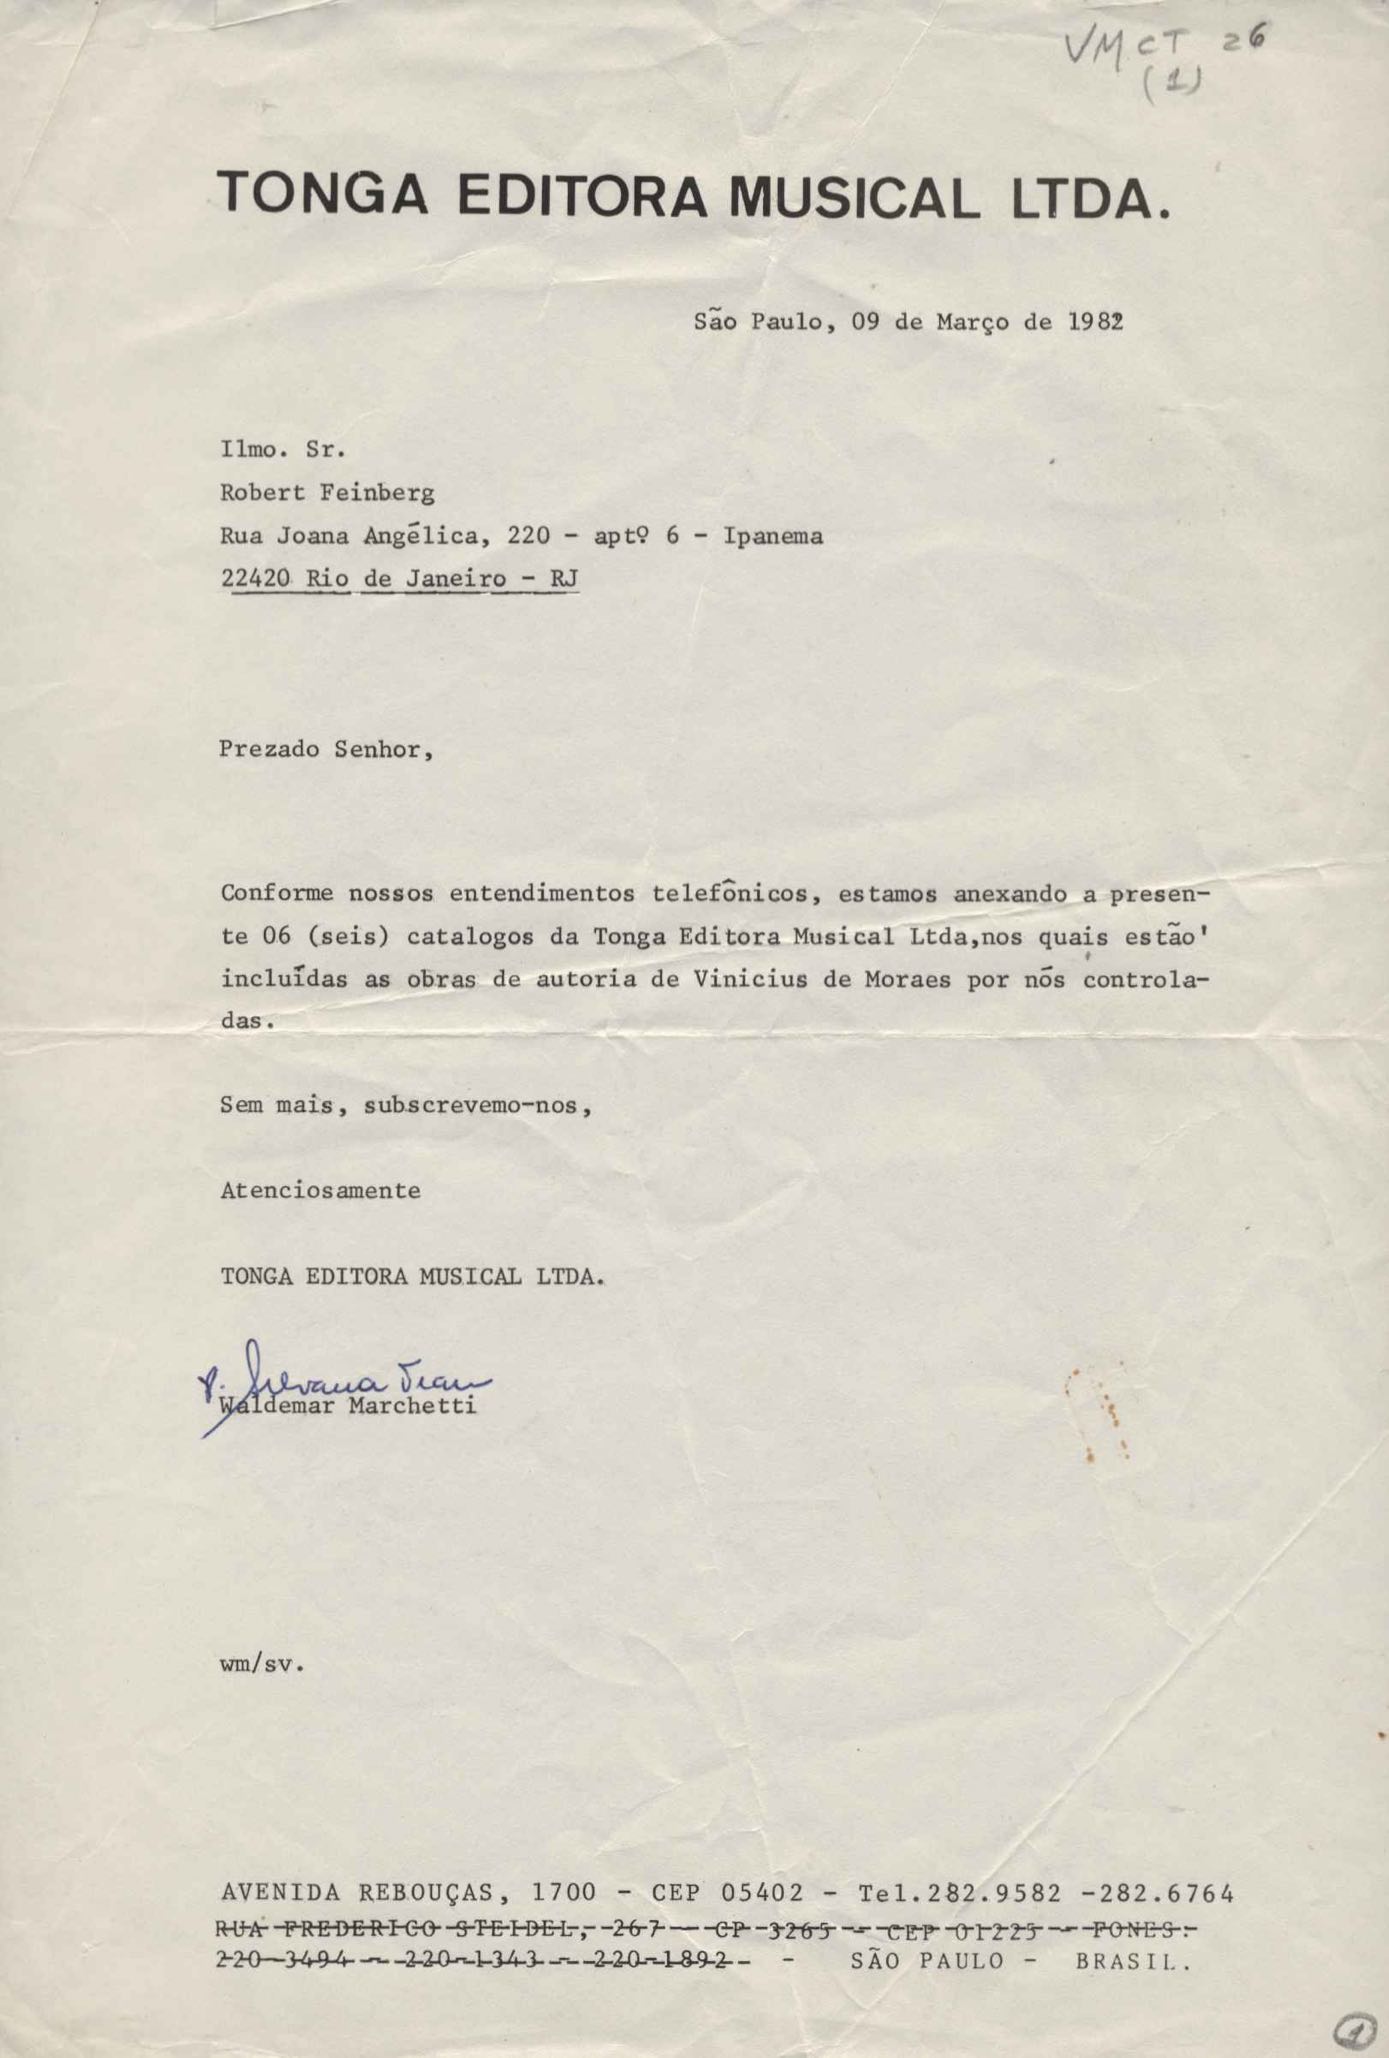 VMCT 26
(1)
TONGA EDITORA MUSICAL LTDA.
São Paulo, 09 de Março de 1982
Ilmo. Sr.
Robert Feinberg
Rua Joana Angélica, 220 - aptº 6 - Ipanema
22420 Rio de Janeiro - RJ
Prezado Senhor,
Conforme nossos entendimentos telefônicos, estamos anexando a presen-
te 06 (seis) catalogos da Tonga Editora Musical Ltda,nos quais estão'
incluídas as obras de autoria de Vinicius de Moraes por nós controla-
das.
Sem mais, subscrevemo-nos,
Atenciosamente
TONGA EDITORA MUSICAL LTDA.
p. Silvana
Waldemar Marchetti
wm/sv.
AVENIDA REBOUÇAS, 1700 - CEP 05402 - Tel.282.9582 -282.6764
RUA FREDERICO STEIDEL, 267 - CP 3265 - CEP 01225 - FONES:
220-3494 - 220-1343 - 220-1892 - SÃO PAULO - BRASIL.
1